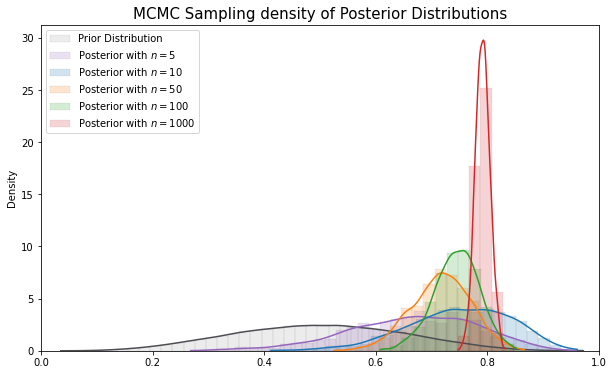 MCMC Sampling density of Posterior Distributions
Prior Distribution
Posterior with n = 5
Posterior with n = 10
Posterior with n = 50
Posterior with n = 100
Posterior with n = 1000
Density
30
25
20
15
10
5
0
0.0 0.2 0.4 0.6 0.8 1.0